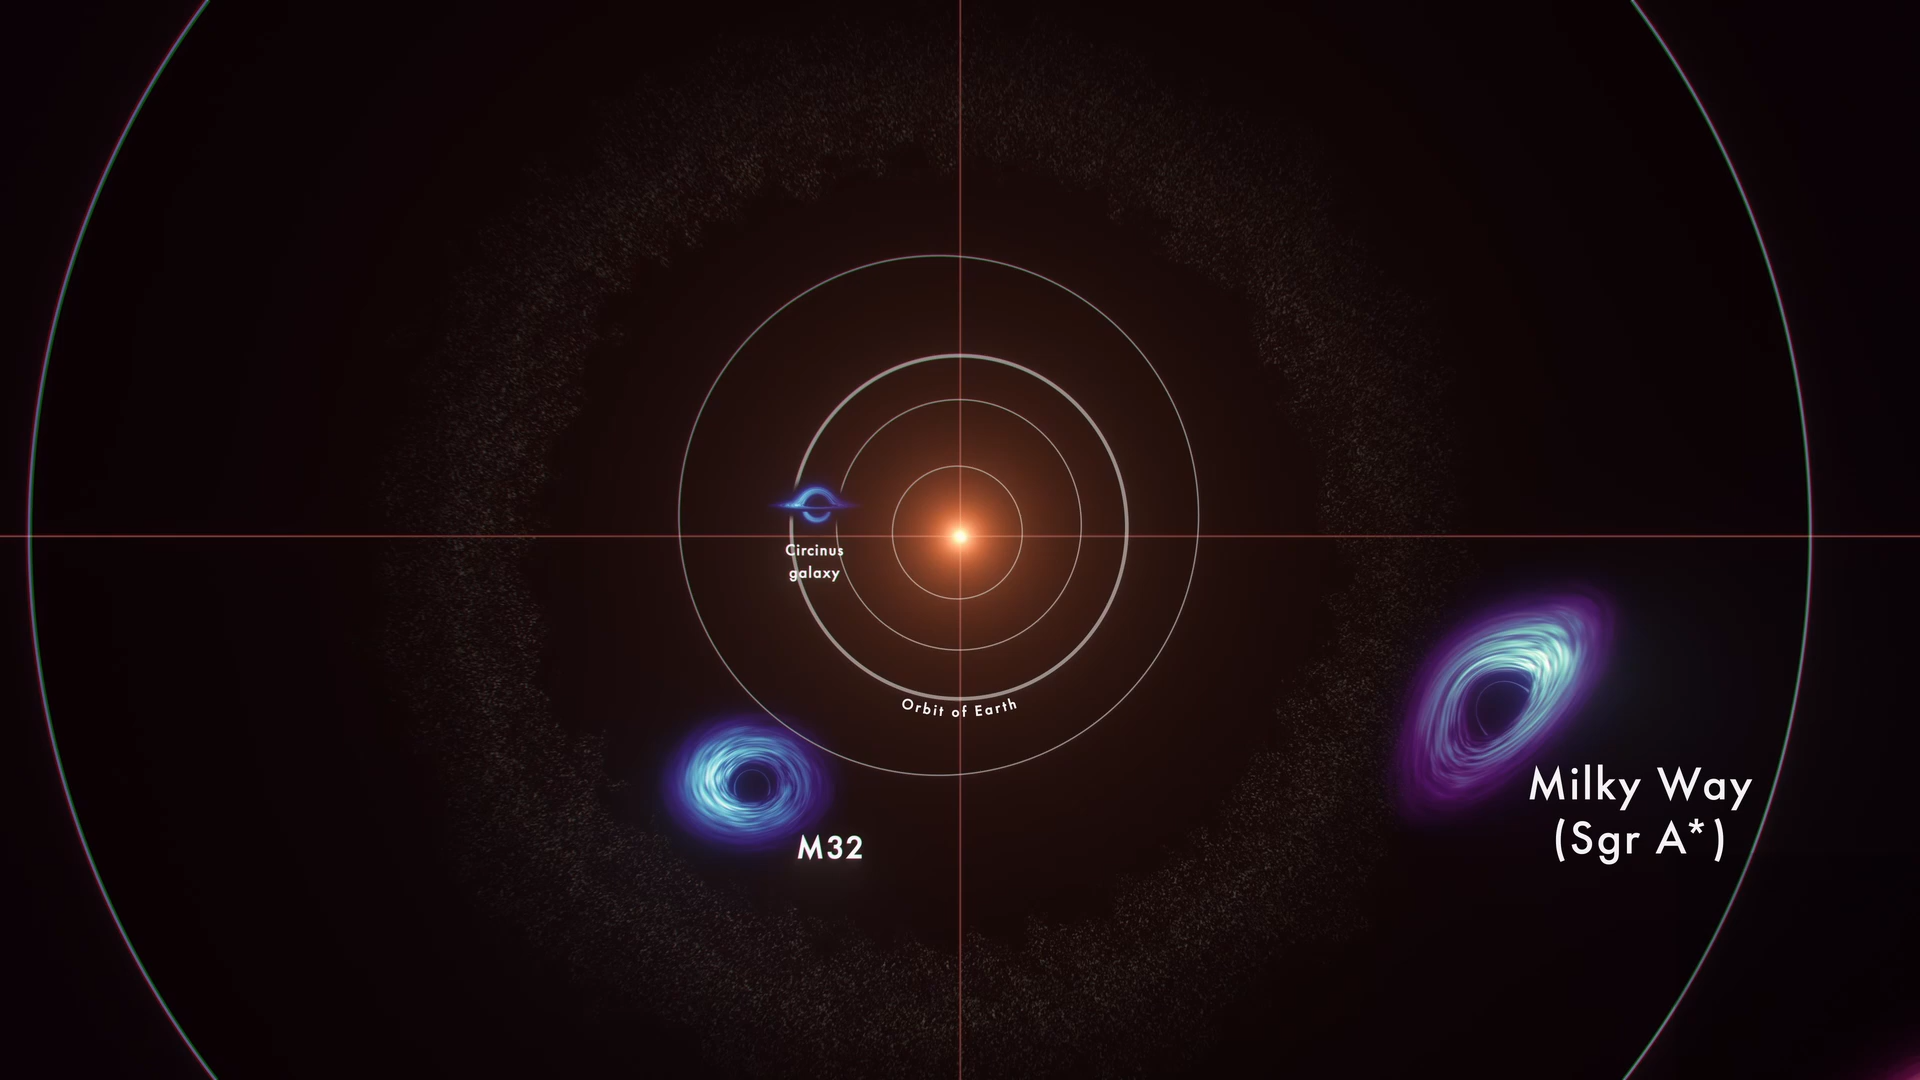 Circinus
galaxy
Orbit of Earth
Milky Way
(Sgr A*)
M32